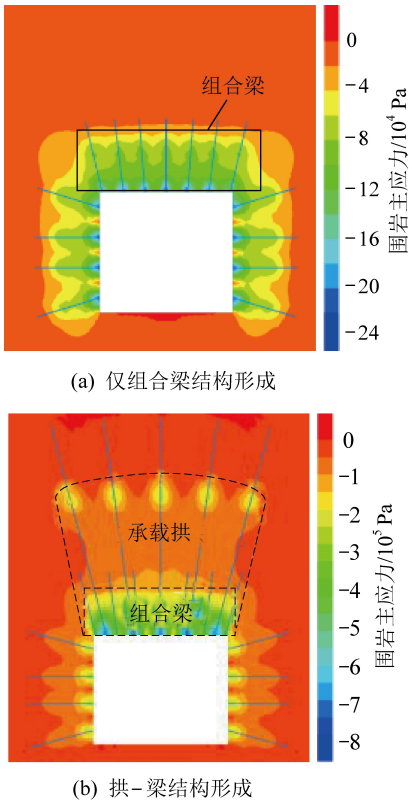 组合梁
0
-4
-8
-12
-16
-20
-24
围岩主应力/10⁴ Pa
(a) 仅组合梁结构形成
承载拱
组合梁
0
-1
-2
-3
-4
-5
-6
-7
-8
围岩主应力/10⁵ Pa
(b) 拱-梁结构形成